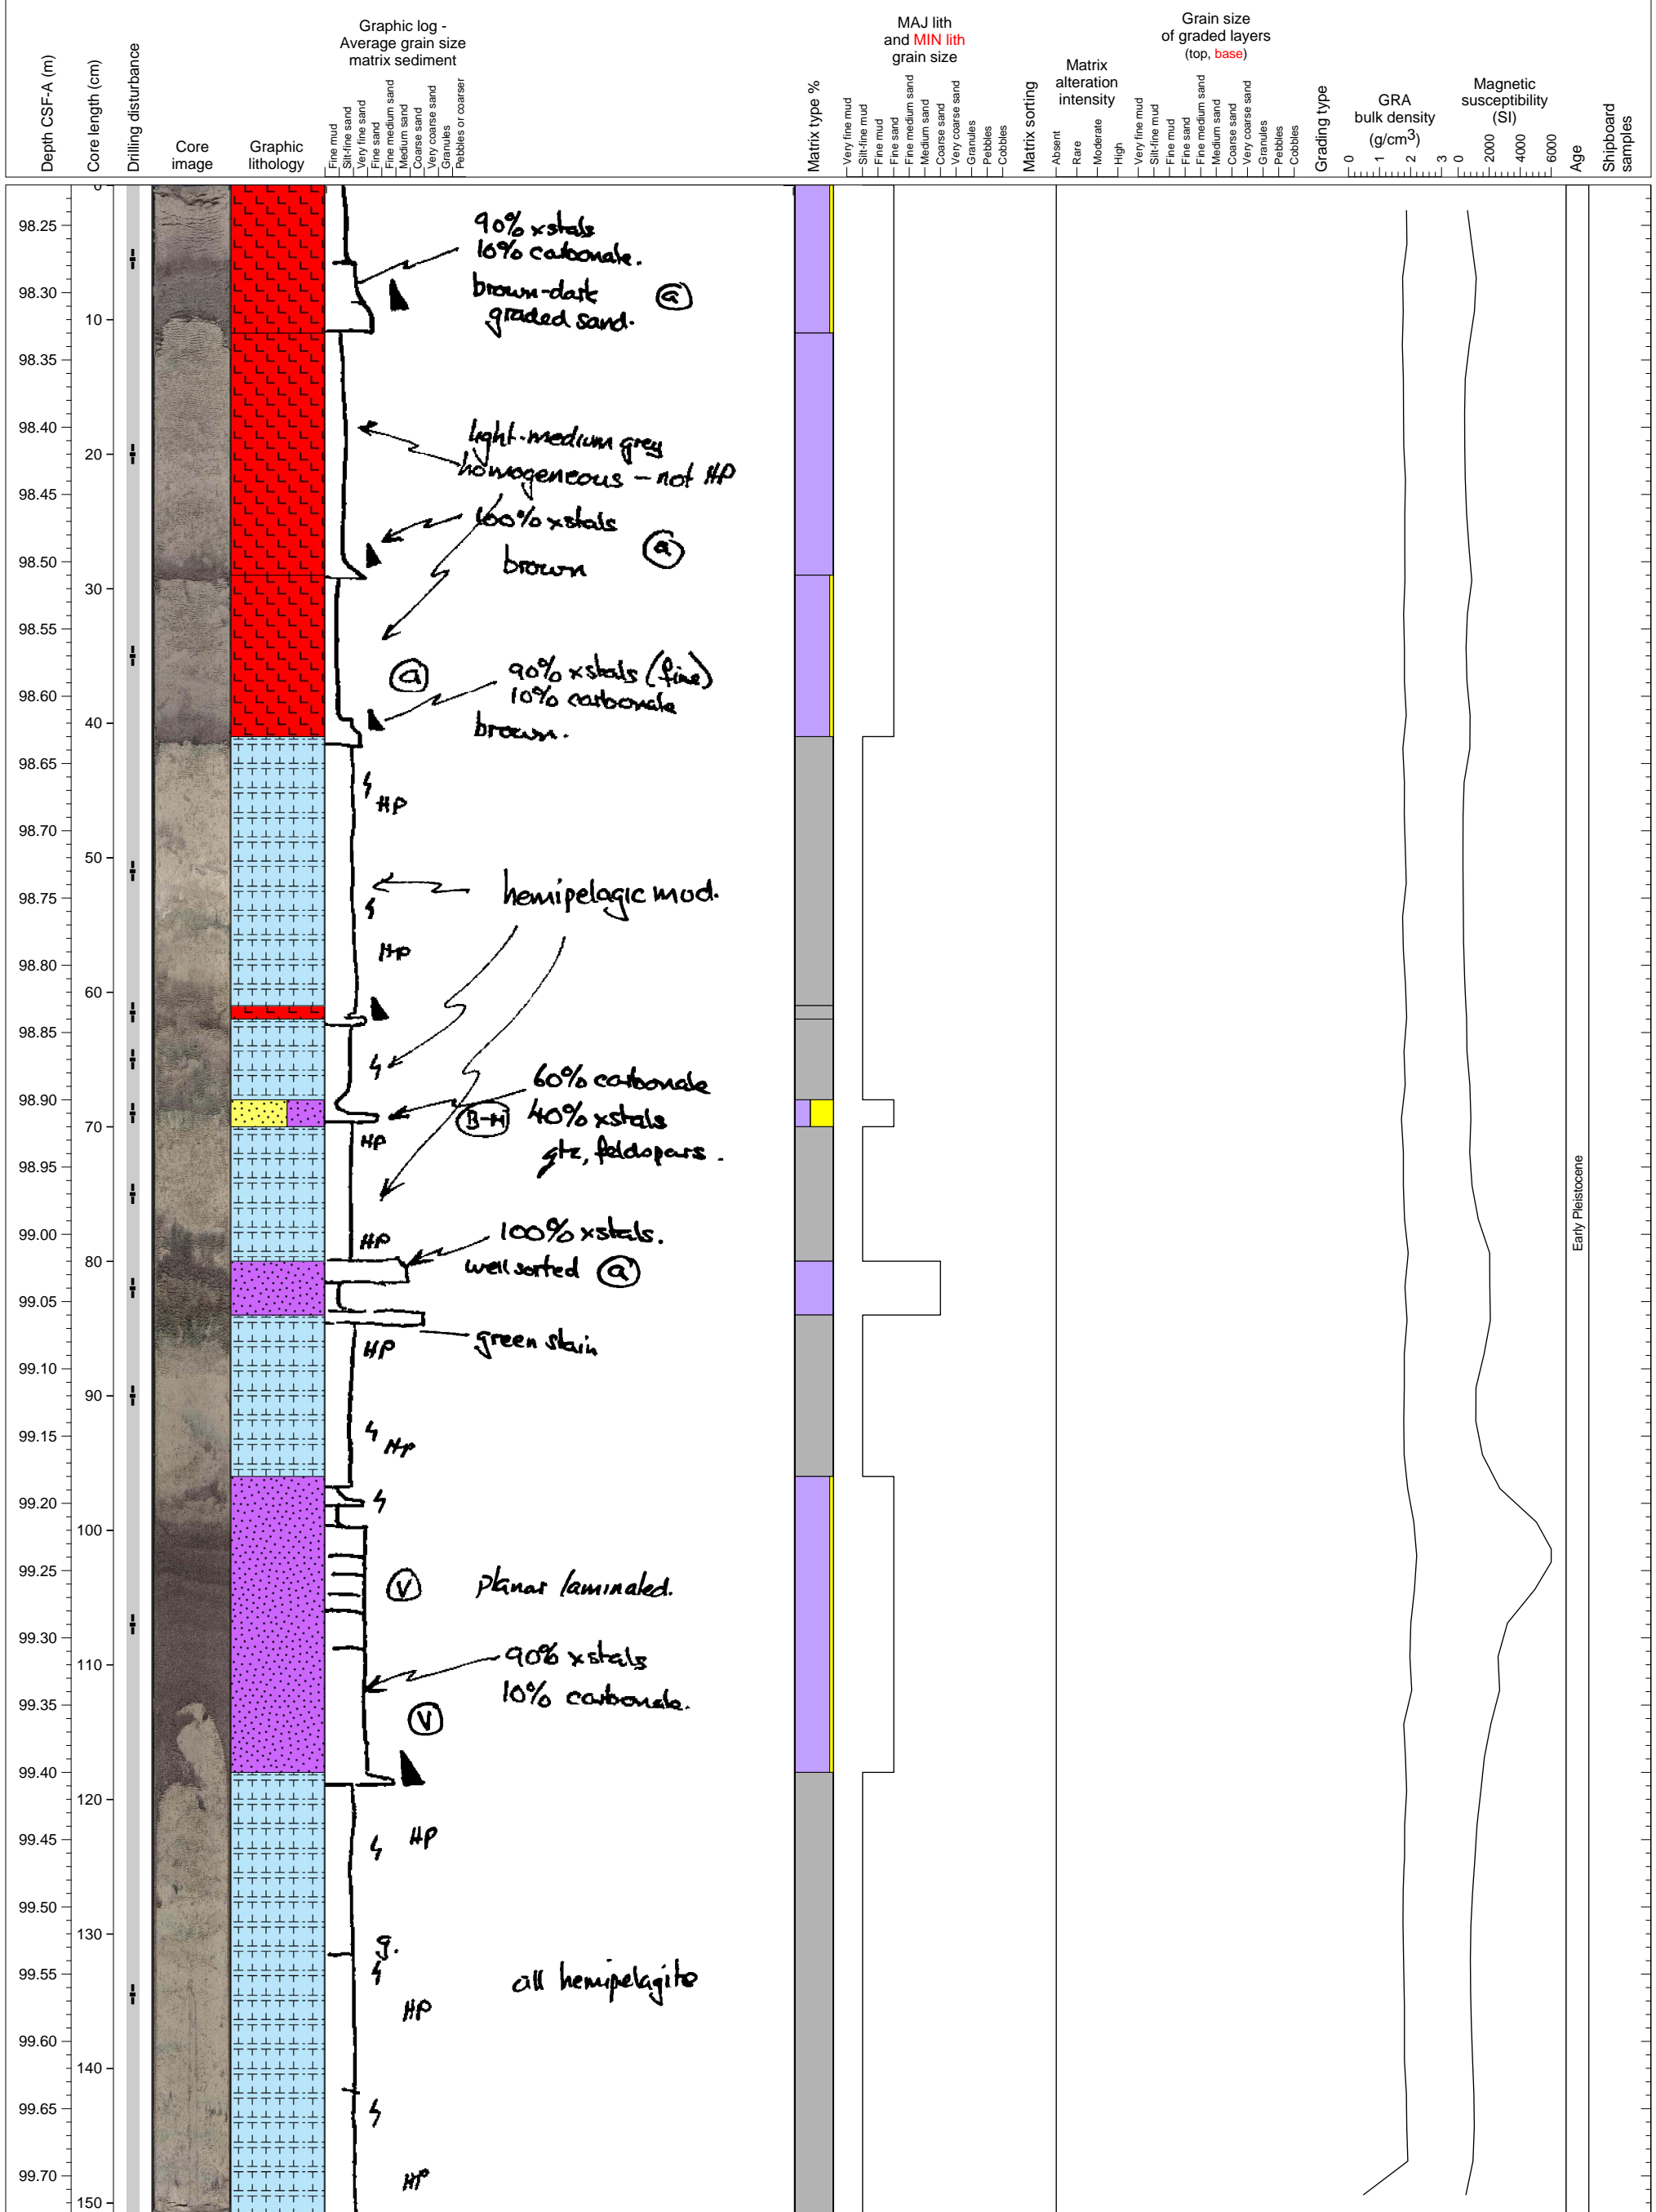 Depth CSF-A (m)
Core length (cm)
Drilling disturbance
Core
image
Graphic
lithology
Graphic log -
Average grain size
matrix sediment
Fine mud
Silt-fine sand
Very fine sand
Fine sand
Fine medium sand
Medium sand
Coarse sand
Very coarse sand
Granules
Pebbles or coarser
Matrix type %
MAJ lith
and MIN lith
grain size
Very fine mud
Silt-fine mud
Fine mud
Fine sand
Fine medium sand
Medium sand
Coarse sand
Very coarse sand
Granules
Pebbles
Cobbles
Matrix sorting
Matrix
alteration
intensity
Absent
Rare
Moderate
High
Grain size
of graded layers
(top, base)
Very fine mud
Silt-fine mud
Fine mud
Fine sand
Fine medium sand
Medium sand
Coarse sand
Very coarse sand
Granules
Pebbles
Cobbles
Grading type
GRA
bulk density
(g/cm3)
0 1 2 3
Magnetic
susceptibility
(SI)
0 2000 4000 6000
Age
Shipboard
samples
0
98.25
98.30
10
98.35
98.40
20
98.45
98.50
30
98.55
98.60
40
98.65
98.70
50
98.75
98.80
60
98.85
98.90
70
98.95
99.00
80
99.05
99.10
90
99.15
99.20
100
99.25
99.30
110
99.35
99.40
120
99.45
99.50
130
99.55
99.60
140
99.65
99.70
150
90% xstals
10% carbonate.
brown-dark a
graded sand.
light-medium grey
homogeneous - not HP
100% xstals
brown a
a 90% xstals (fine)
10% carbonate
brown.
HP
hemipelagic mud.
HP
60% carbonate
B-M 40% xstals
HP
qtz, feldspars.
HP
100% xstals.
well sorted a
green stain
HP
HP
V planar laminated.
90% xstals
10% carbonate.
V
HP
g.
all hemipelagite
HP
HP
Early Pleistocene